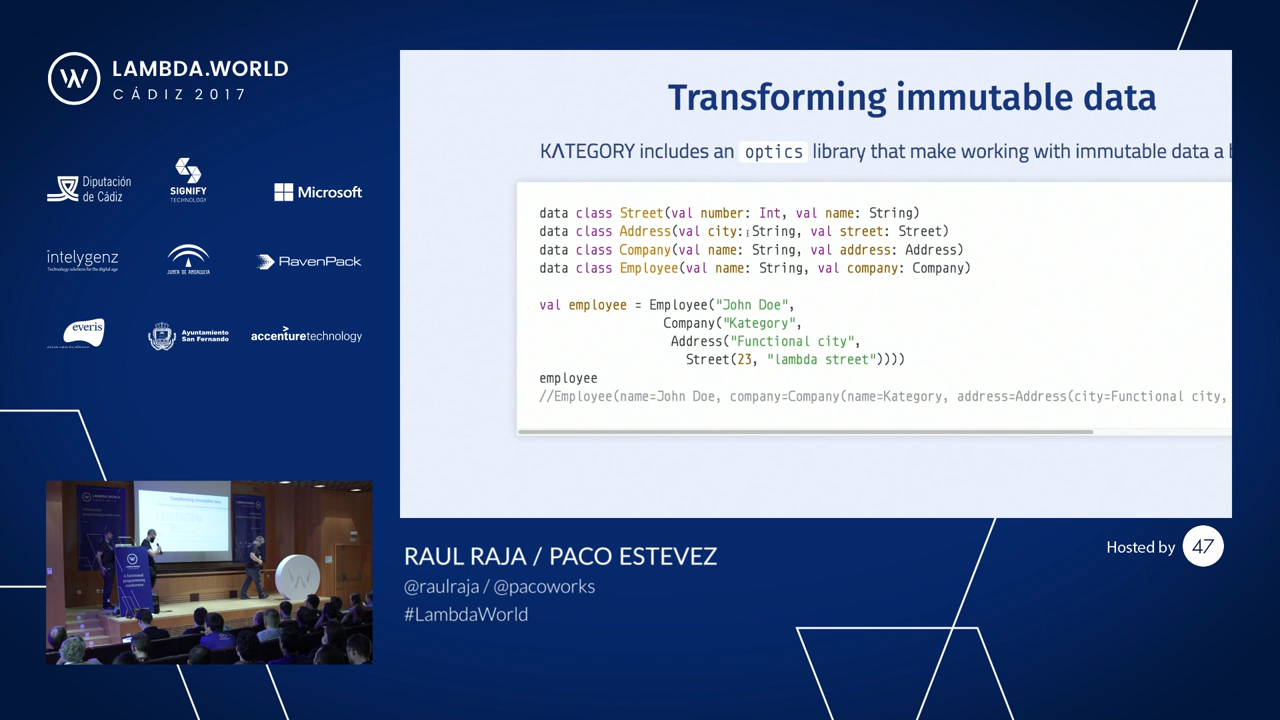 LAMBDA.WORLD
CÁDIZ 2017
Diputación
de Cádiz
SIGNIFY
TECHNOLOGY
Microsoft
intelygenz
Technology solutions for the digital age
JUNTA DE ANDALUCIA
RavenPack
everis
Ayuntamiento
San Fernando
accenturetechnology
Transforming immutable data
KΛTEGORY includes an optics library that make working with immutable data a b
data class Street(val number: Int, val name: String)
data class Address(val city: String, val street: Street)
data class Company(val name: String, val address: Address)
data class Employee(val name: String, val company: Company)
val employee = Employee("John Doe",
Company("Kategory",
Address("Functional city",
Street(23, "lambda street"))))
employee
//Employee(name=John Doe, company=Company(name=Kategory, address=Address(city=Functional city,
Transforming immutable data
RAUL RAJA / PACO ESTEVEZ
@raulraja / @pacoworks
#LambdaWorld
Hosted by 47